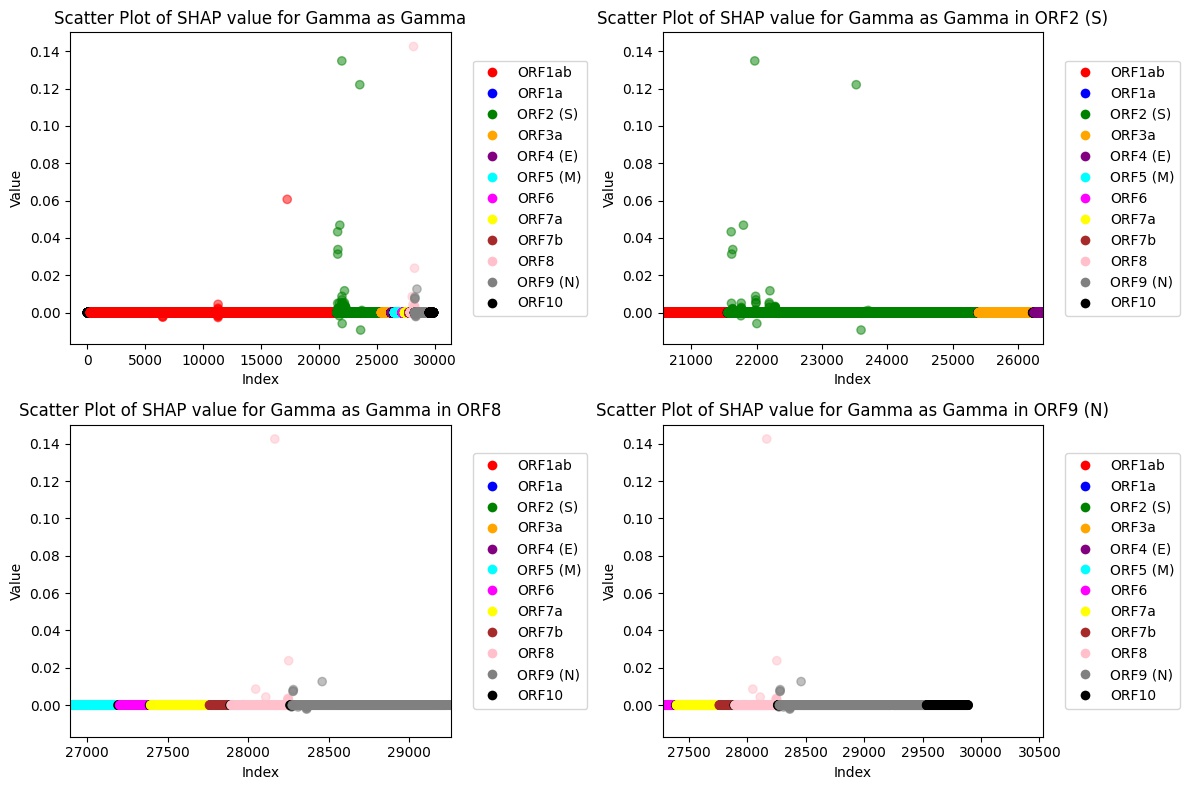 Scatter Plot of SHAP value for Gamma as Gamma
0.14
0.12
0.10
0.08
0.06
0.04
0.02
0.00
Value
0
5000
10000
15000
20000
25000
30000
Index
ORF1ab
ORF1a
ORF2 (S)
ORF3a
ORF4 (E)
ORF5 (M)
ORF6
ORF7a
ORF7b
ORF8
ORF9 (N)
ORF10
Scatter Plot of SHAP value for Gamma as Gamma in ORF2 (S)
0.14
0.12
0.10
0.08
0.06
0.04
0.02
0.00
Value
21000
22000
23000
24000
25000
26000
Index
ORF1ab
ORF1a
ORF2 (S)
ORF3a
ORF4 (E)
ORF5 (M)
ORF6
ORF7a
ORF7b
ORF8
ORF9 (N)
ORF10
Scatter Plot of SHAP value for Gamma as Gamma in ORF8
0.14
0.12
0.10
0.08
0.06
0.04
0.02
0.00
Value
27000
27500
28000
28500
29000
Index
ORF1ab
ORF1a
ORF2 (S)
ORF3a
ORF4 (E)
ORF5 (M)
ORF6
ORF7a
ORF7b
ORF8
ORF9 (N)
ORF10
Scatter Plot of SHAP value for Gamma as Gamma in ORF9 (N)
0.14
0.12
0.10
0.08
0.06
0.04
0.02
0.00
Value
27500
28000
28500
29000
29500
30000
30500
Index
ORF1ab
ORF1a
ORF2 (S)
ORF3a
ORF4 (E)
ORF5 (M)
ORF6
ORF7a
ORF7b
ORF8
ORF9 (N)
ORF10